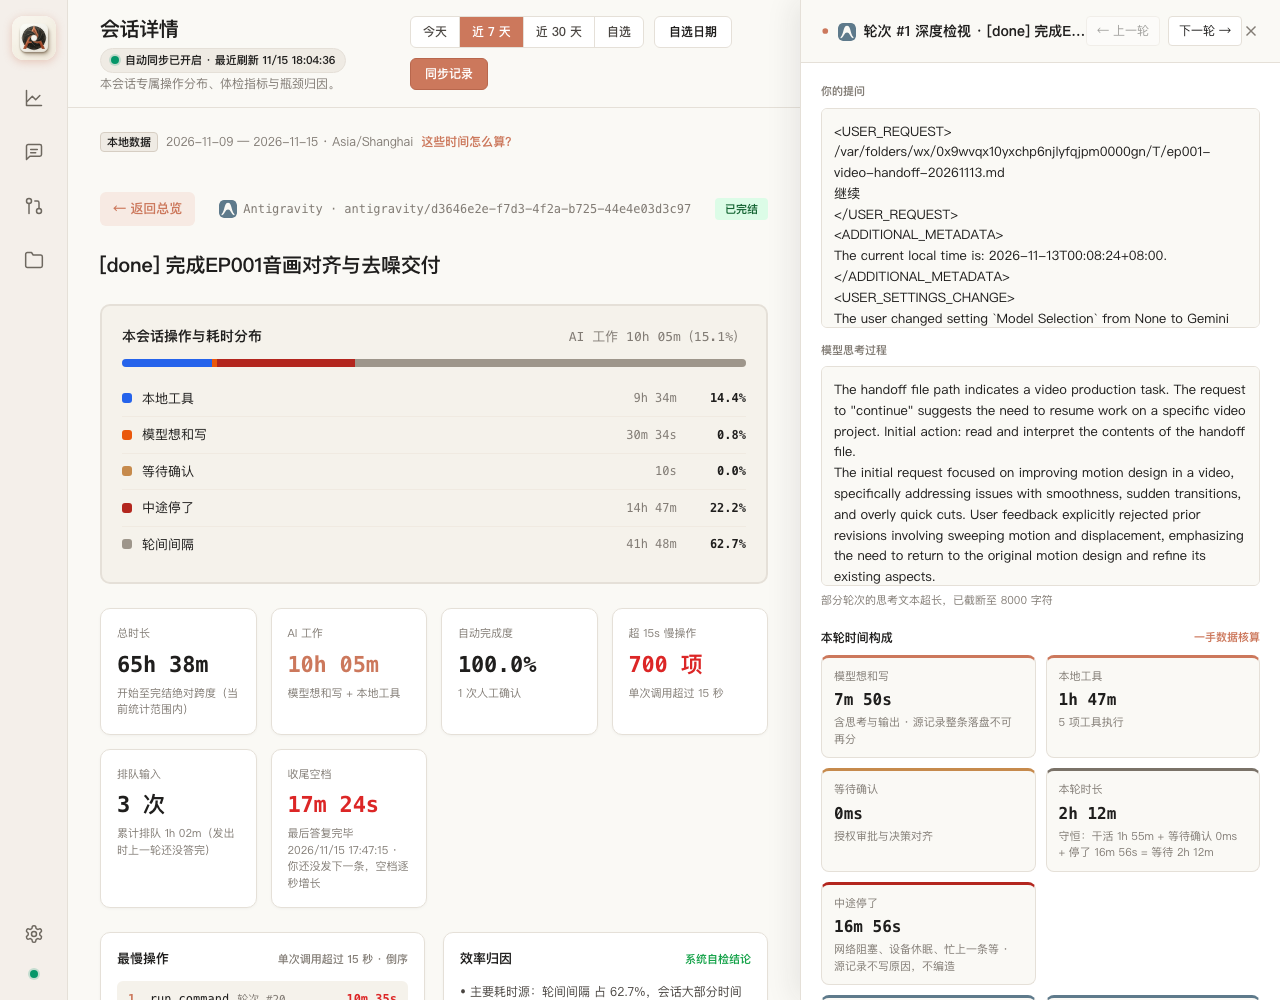 会话详情
自动同步已开启 · 最近刷新 11/15 18:04:36
本会话专属操作分布、体检指标与瓶颈归因。
今天
近 7 天
近 30 天
自选
自选日期
同步记录
本地数据
2026-11-09 — 2026-11-15 · Asia/Shanghai
这些时间怎么算?
← 返回总览
Antigravity · antigravity/d3646e2e-f7d3-4f2a-b725-44e4e03d3c97
已完结
[done] 完成EP001音画对齐与去噪交付
本会话操作与耗时分布
AI 工作 10h 05m (15.1%)
本地工具 9h 34m 14.4%
模型想和写 30m 34s 0.8%
等待确认 10s 0.0%
中途停了 14h 47m 22.2%
轮间间隔 41h 48m 62.7%
总时长
65h 38m
开始至完结绝对跨度（当
前统计范围内）
AI 工作
10h 05m
模型想和写 + 本地工具
自动完成度
100.0%
1 次人工确认
超 15s 慢操作
700 项
单次调用超过 15 秒
排队输入
3 次
累计排队 1h 02m（发出
时上一轮还没答完）
收尾空档
17m 24s
最后答复完毕
2026/11/15 17:47:15 ·
你还没发下一条，空档逐
秒增长
最慢操作
单次调用超过 15 秒 · 倒序
1 run_command 轮次 #20 10m 35s
效率归因
系统自检结论
• 主要耗时源：轮间间隔 占 62.7%，会话大部分时间
轮次 #1 深度检视 · [done] 完成E...
← 上一轮
下一轮 →
你的提问
<USER_REQUEST>
/var/folders/wx/0x9wvqx10yxchp6njlyfqjpm0000gn/T/ep001-
video-handoff-20261113.md
继续
</USER_REQUEST>
<ADDITIONAL_METADATA>
The current local time is: 2026-11-13T00:08:24+08:00.
</ADDITIONAL_METADATA>
<USER_SETTINGS_CHANGE>
The user changed setting `Model Selection` from None to Gemini
模型思考过程
The handoff file path indicates a video production task. The request
to "continue" suggests the need to resume work on a specific video
project. Initial action: read and interpret the contents of the handoff
file.
The initial request focused on improving motion design in a video,
specifically addressing issues with smoothness, sudden transitions,
and overly quick cuts. User feedback explicitly rejected prior
revisions involving sweeping motion and displacement, emphasizing
the need to return to the original motion design and refine its
existing aspects.
部分轮次的思考文本超长，已截断至 8000 字符
本轮时间构成
一手数据核算
模型想和写
7m 50s
含思考与输出 · 源记录整条落盘不可
再分
本地工具
1h 47m
5 项工具执行
等待确认
0ms
授权审批与决策对齐
本轮时长
2h 12m
守恒：干活 1h 55m + 等待确认 0ms
+ 停了 16m 56s = 等待 2h 12m
中途停了
16m 56s
网络阻塞、设备休眠、忙上一条等 ·
源记录不写原因，不编造